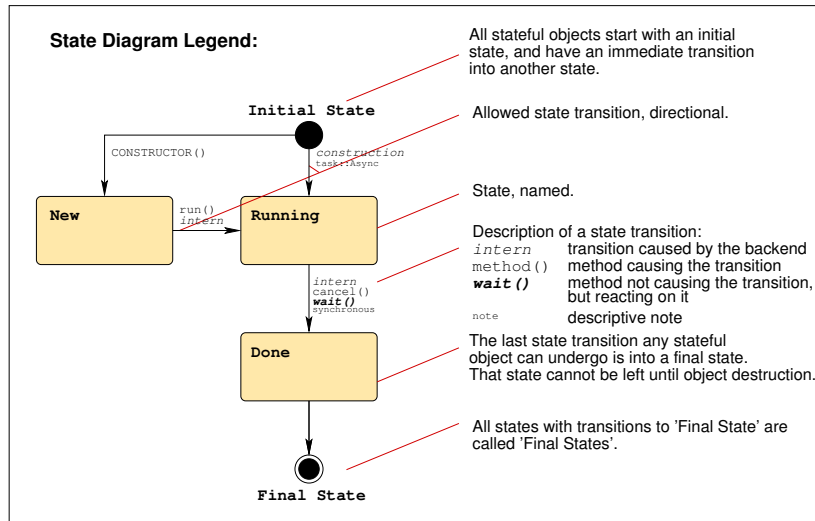 State Diagram Legend:
All stateful objects start with an initial
state, and have an immediate transition
into another state.
Initial State
Allowed state transition, directional.
CONSTRUCTOR()
construction
task::Async
New
run()
intern
Running
State, named.
Description of a state transition:
intern transition caused by the backend
method() method causing the transition
wait() method not causing the transition,
but reacting on it
note descriptive note
intern
cancel()
wait()
synchronous
Done
The last state transition any stateful
object can undergo is into a final state.
That state cannot be left until object destruction.
All states with transitions to 'Final State' are
called 'Final States'.
Final State